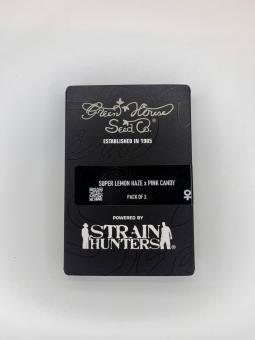 Green House
Seed Co.
ESTABLISHED IN 1985
SUPER LEMON HAZE x PINK CANDY
PACK OF 3
POWERED BY
STRAIN
HUNTERS®